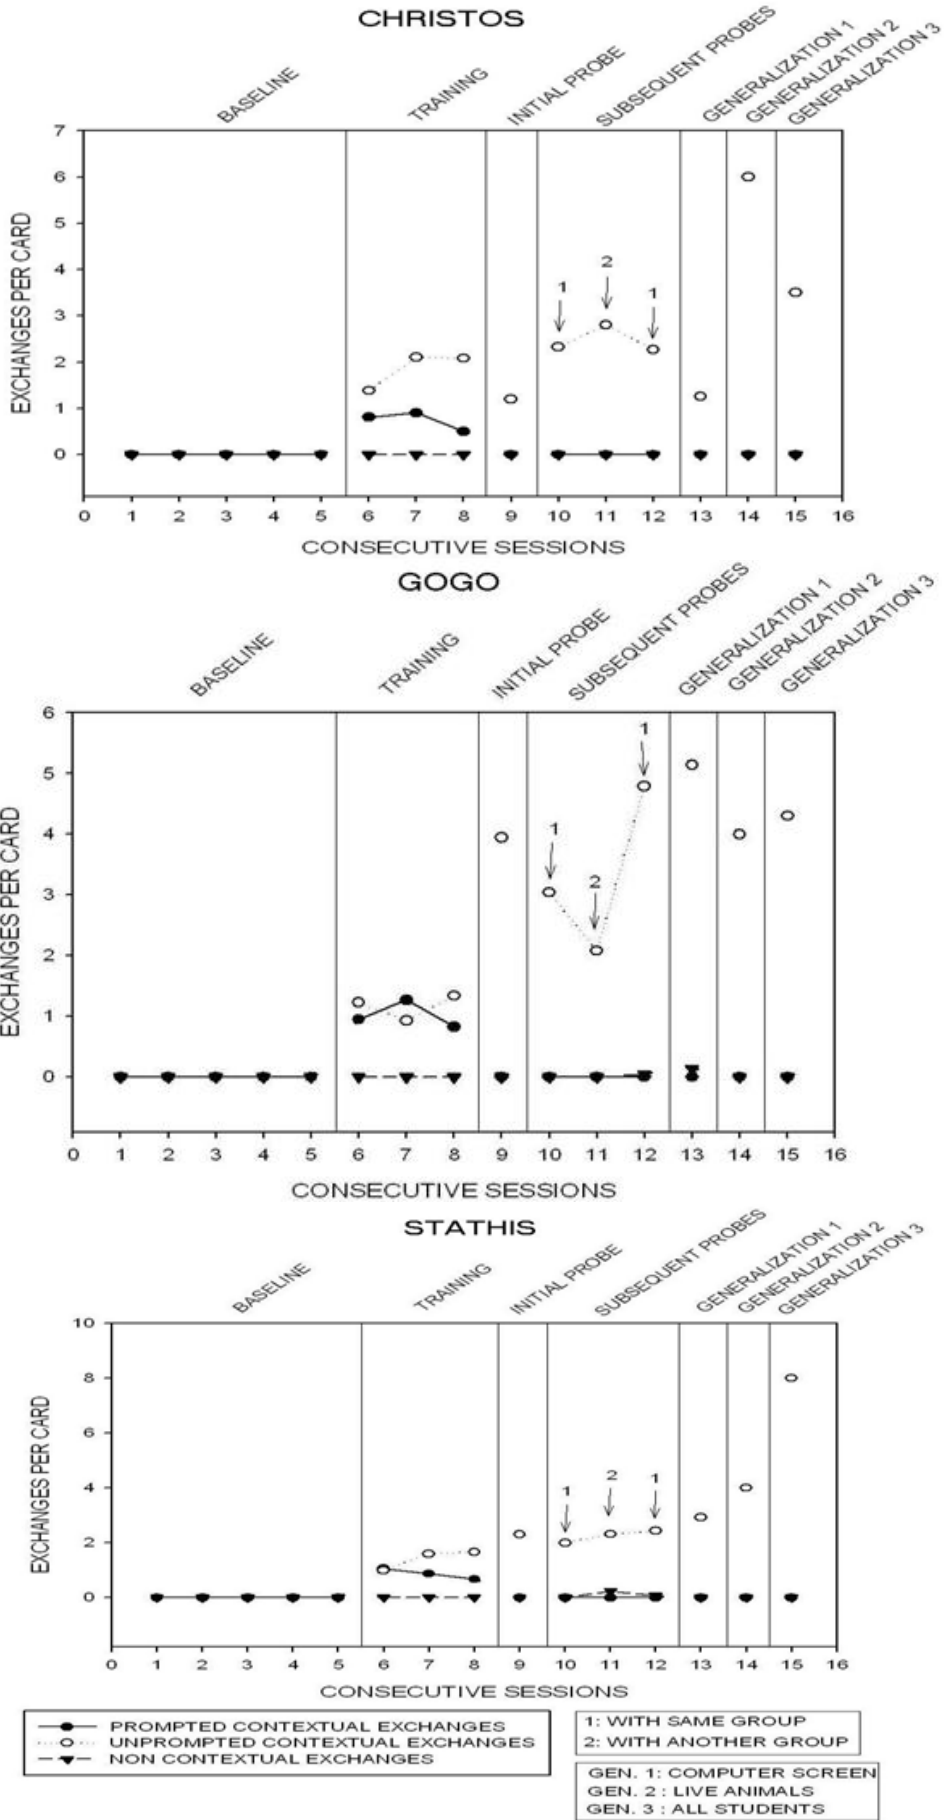 CHRISTOS
BASELINE
TRAINING
INITIAL PROBE
SUBSEQUENT PROBES
GENERALIZATION 1
GENERALIZATION 2
GENERALIZATION 3
EXCHANGES PER CARD
7
6
5
4
3
2
1
0
1
2
1
0 1 2 3 4 5 6 7 8 9 10 11 12 13 14 15 16
CONSECUTIVE SESSIONS
GOGO
BASELINE
TRAINING
INITIAL PROBE
SUBSEQUENT PROBES
GENERALIZATION 1
GENERALIZATION 2
GENERALIZATION 3
EXCHANGES PER CARD
6
5
4
3
2
1
0
1
2
1
0 1 2 3 4 5 6 7 8 9 10 11 12 13 14 15 16
CONSECUTIVE SESSIONS
STATHIS
BASELINE
TRAINING
INITIAL PROBE
SUBSEQUENT PROBES
GENERALIZATION 1
GENERALIZATION 2
GENERALIZATION 3
EXCHANGES PER CARD
10
8
6
4
2
0
1
2
1
0 1 2 3 4 5 6 7 8 9 10 11 12 13 14 15 16
CONSECUTIVE SESSIONS
PROMPTED CONTEXTUAL EXCHANGES
UNPROMPTED CONTEXTUAL EXCHANGES
NON CONTEXTUAL EXCHANGES
1: WITH SAME GROUP
2: WITH ANOTHER GROUP
GEN. 1: COMPUTER SCREEN
GEN. 2 : LIVE ANIMALS
GEN. 3 : ALL STUDENTS